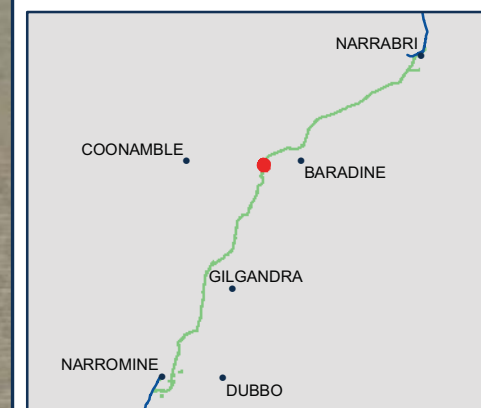 NARRABRI
COONAMBLE
BARADINE
GILGANDRA
NARROMINE
DUBBO